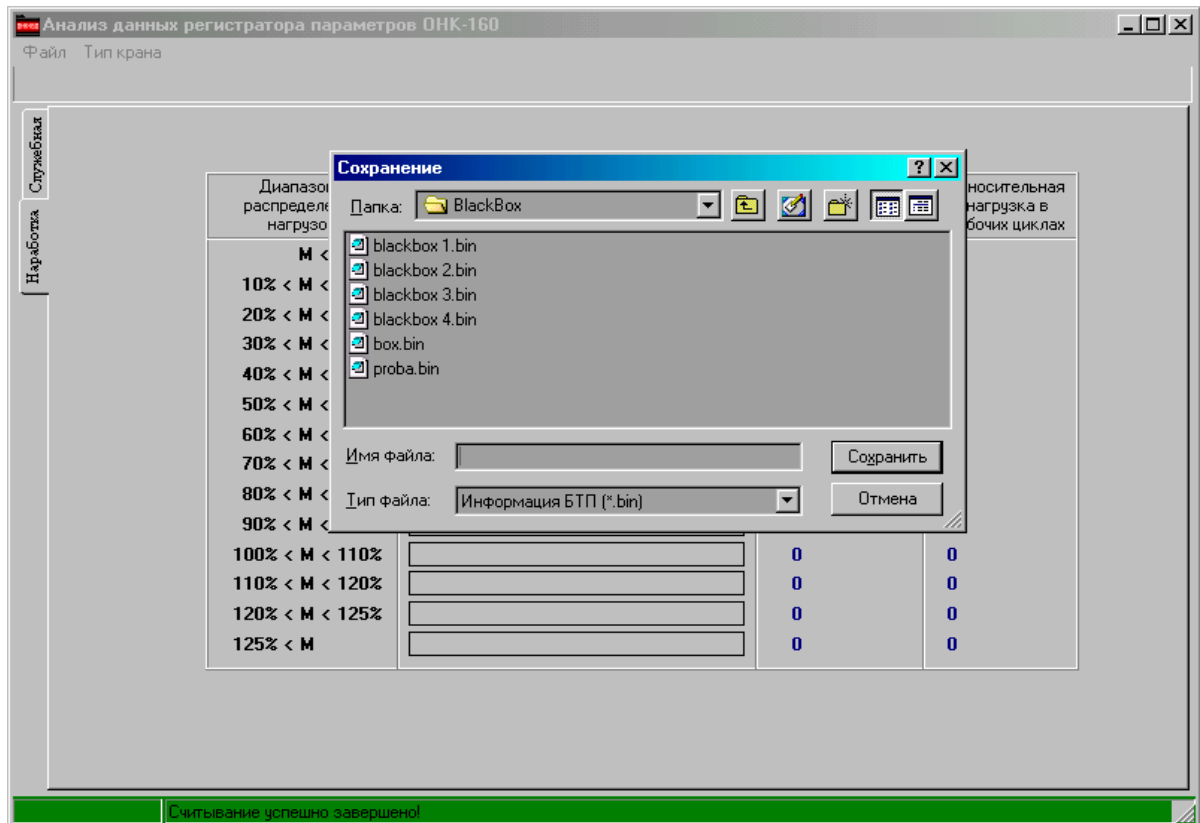 Анализ данных регистратора параметров ОНК-160
Файл Тип крана
Служебная
Наработка
Сохранение
Папка: BlackBox
blackbox 1.bin
blackbox 2.bin
blackbox 3.bin
blackbox 4.bin
box.bin
proba.bin
Имя файла:
Сохранить
Тип файла: Информация БТП (*.bin)
Отмена
нагрузка в
M <
10% < M <
20% < M <
30% < M <
40% < M <
50% < M <
60% < M <
70% < M <
80% < M <
90% < M <
100% < M < 110% 0 0
110% < M < 120% 0 0
120% < M < 125% 0 0
125% < M 0 0
Считывание успешно завершено!